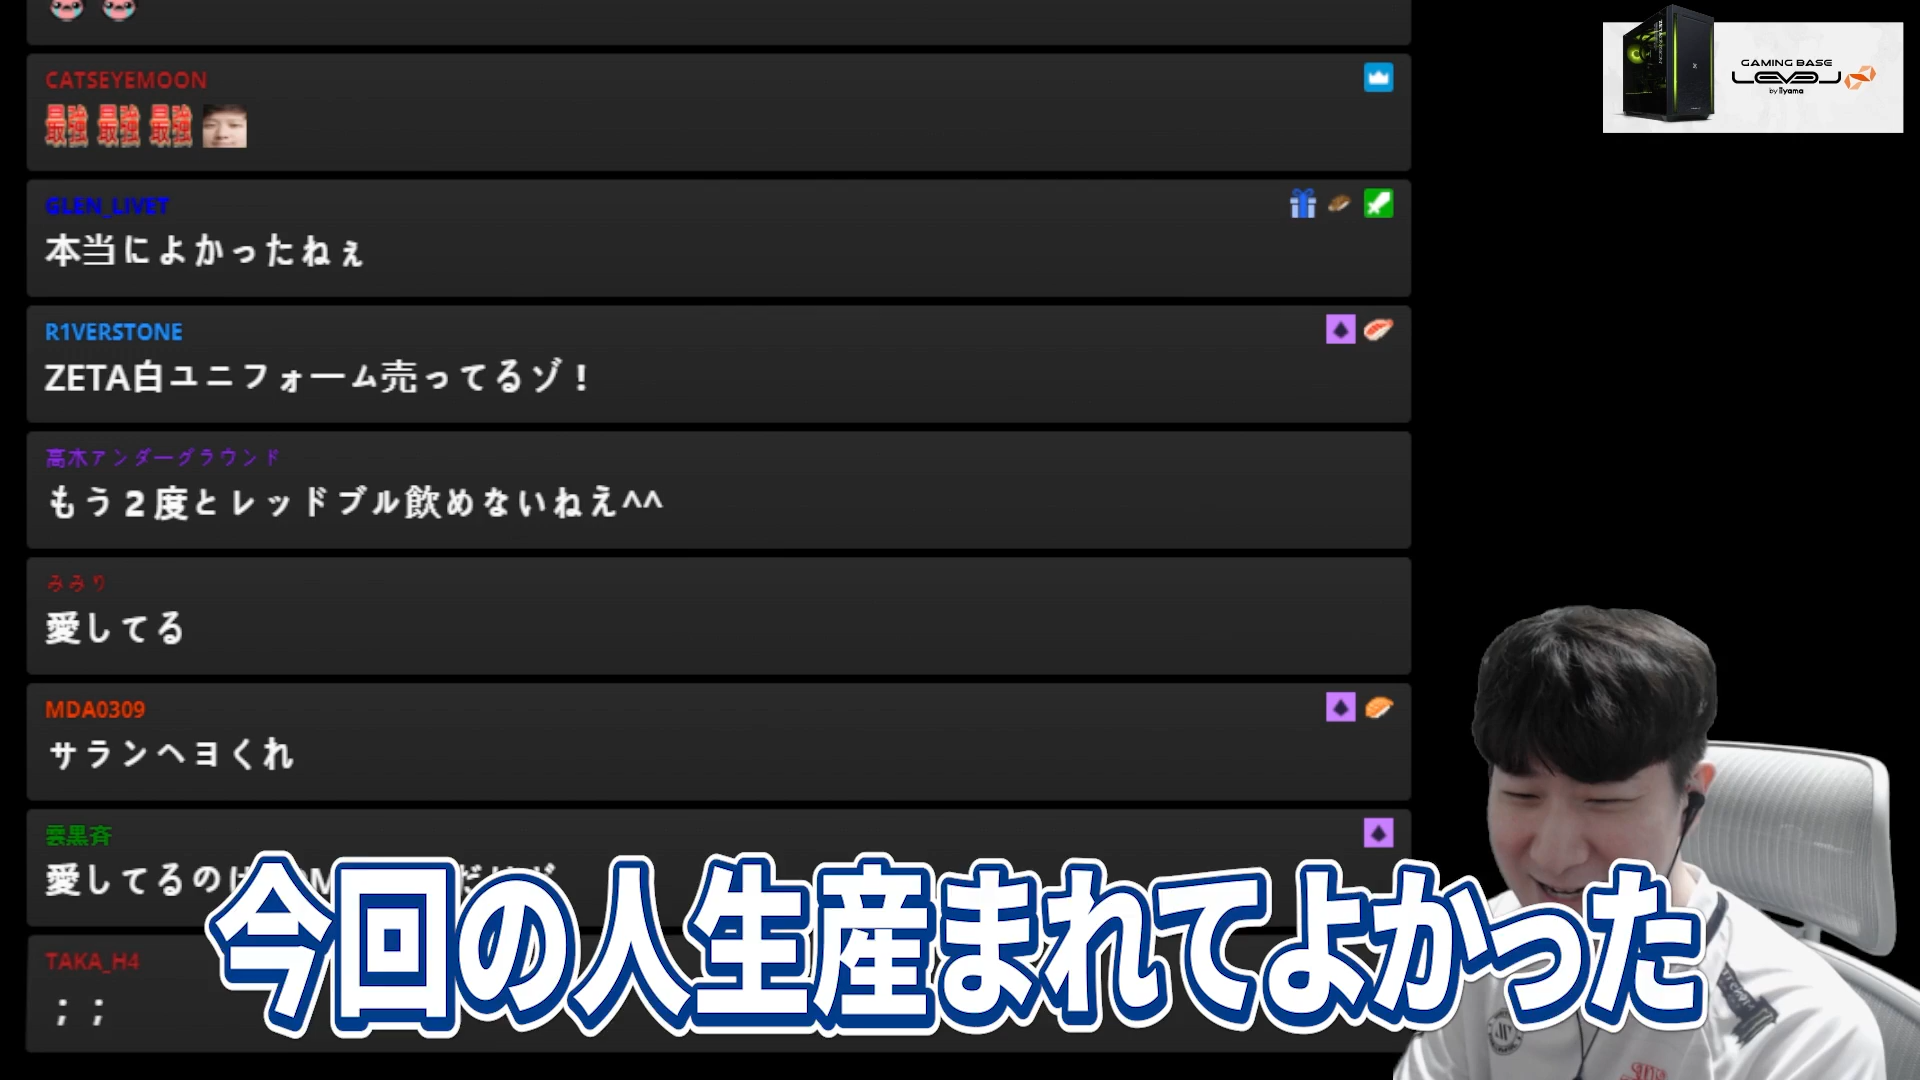 CATSEYEMOON
最強 最強 最強
GLEN_LIVET
本当によかったねぇ
R1VERSTONE
ZETA白ユニフォーム売ってるゾ！
高木アンダーグラウンド
もう２度とレッドブル飲めないねえ^^
みみり
愛してる
MDA0309
サランヘヨくれ
雲黒斉
愛してるのは
TAKA_H4
；；
今回の人生産まれてよかった
GAMING BASE
LEVEL
by iiyama